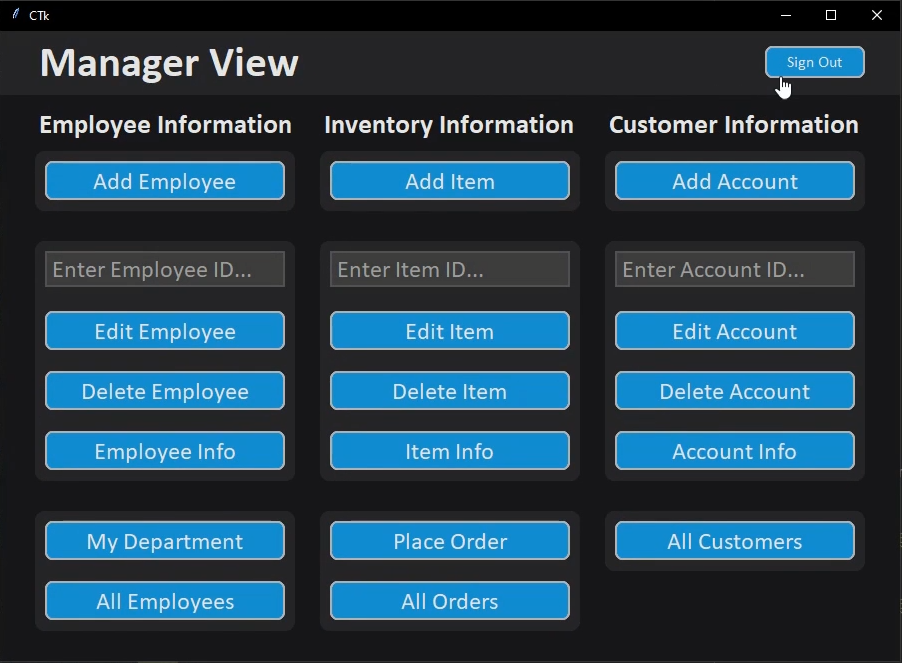 CTk
Manager View
Sign Out
Employee Information
Add Employee
Enter Employee ID...
Edit Employee
Delete Employee
Employee Info
My Department
All Employees
Inventory Information
Add Item
Enter Item ID...
Edit Item
Delete Item
Item Info
Place Order
All Orders
Customer Information
Add Account
Enter Account ID...
Edit Account
Delete Account
Account Info
All Customers